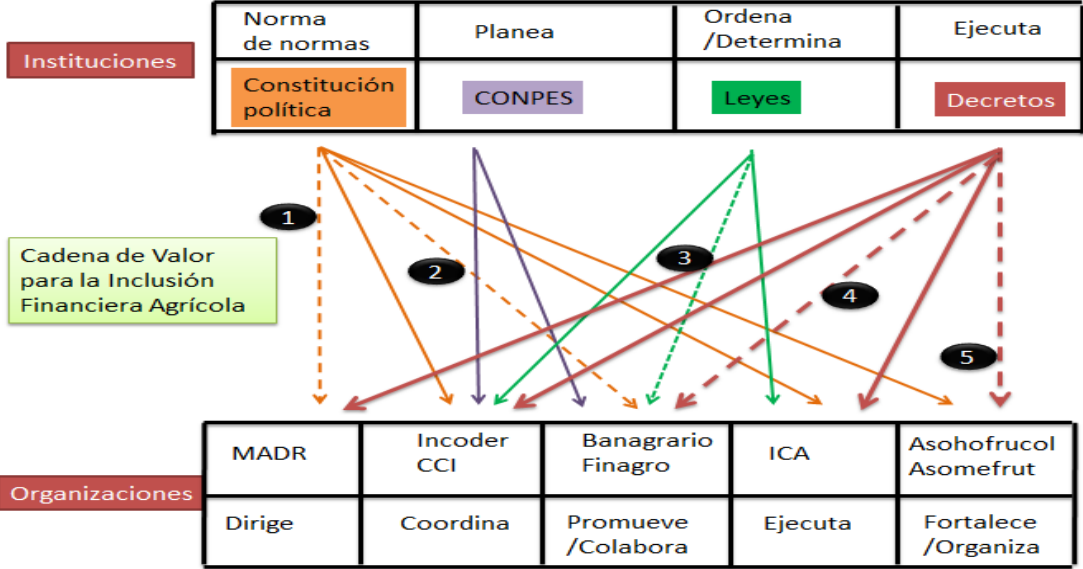 Norma
de normas
Planea
Ordena
/Determina
Ejecuta
Instituciones
Constitución
política
CONPES
Leyes
Decretos
1
2
3
4
5
Cadena de Valor
para la Inclusión
Financiera Agrícola
MADR
Incoder
CCI
Banagrario
Finagro
ICA
Asohofrucol
Asomefrut
Organizaciones
Dirige
Coordina
Promueve
/Colabora
Ejecuta
Fortalece
/Organiza